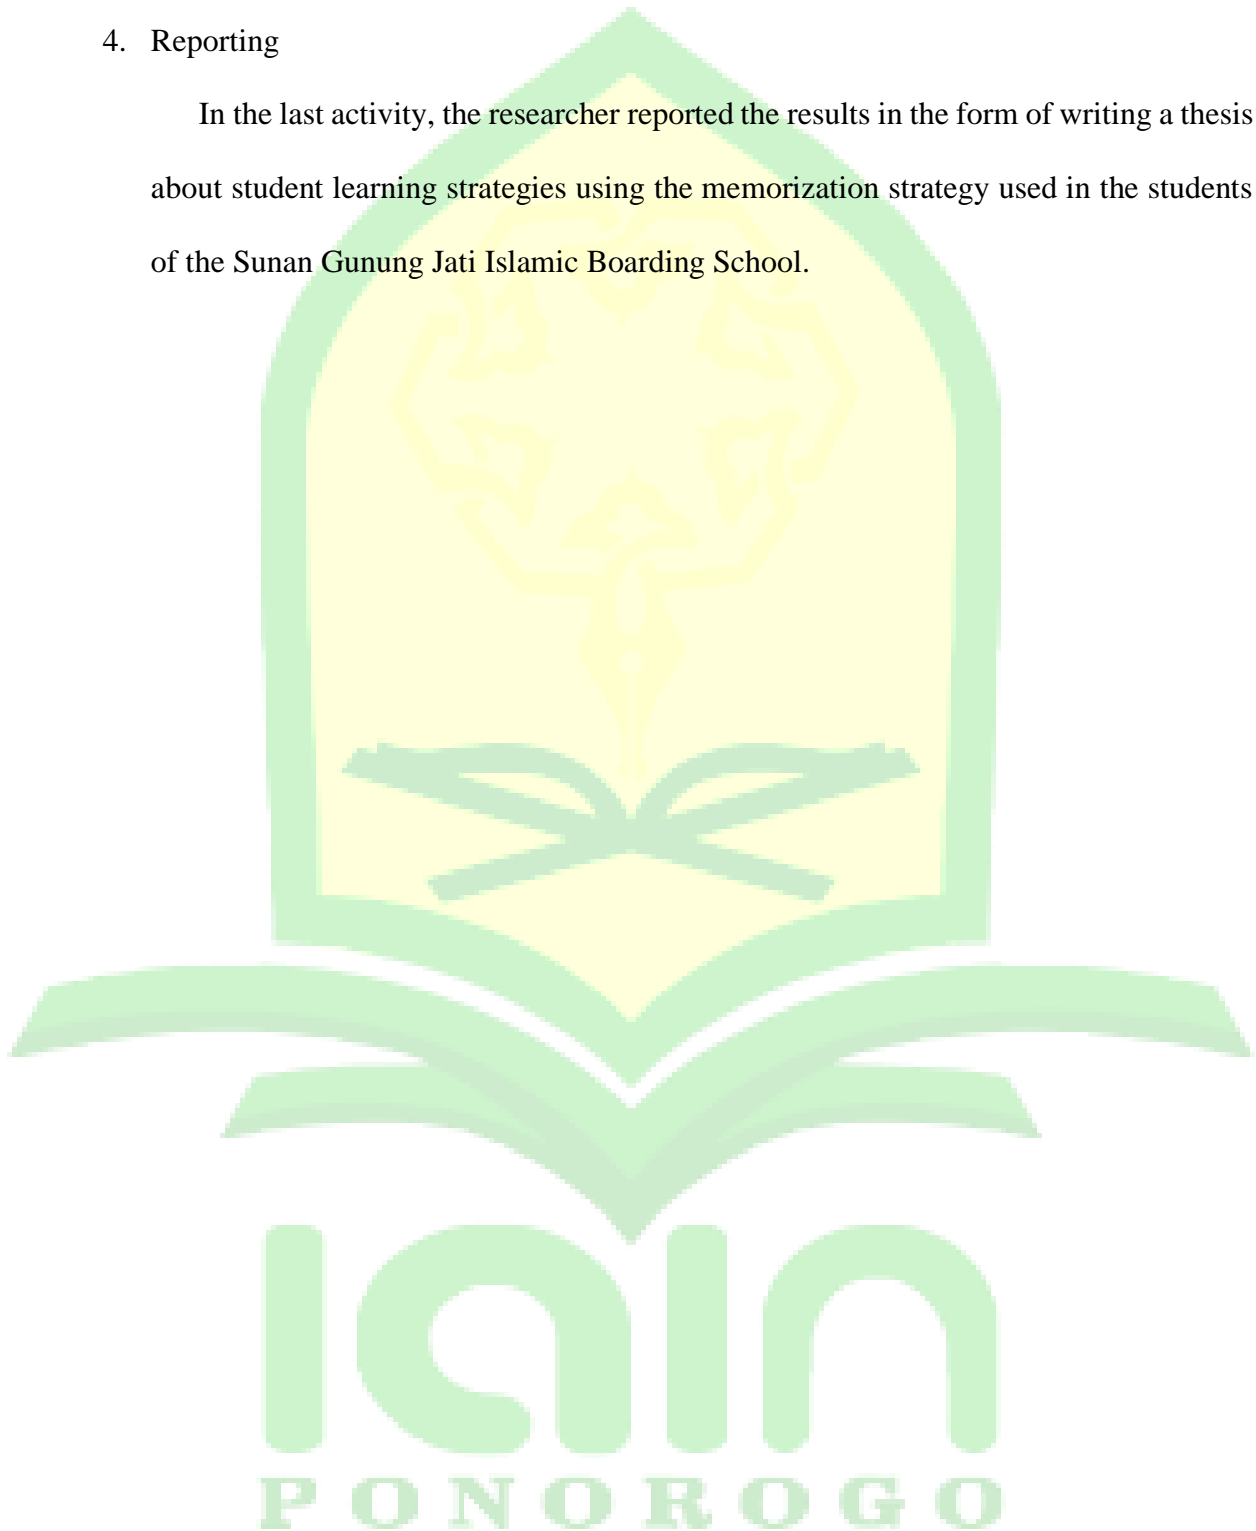 4. Reporting
In the last activity, the researcher reported the results in the form of writing a thesis
about student learning strategies using the memorization strategy used in the students
of the Sunan Gunung Jati Islamic Boarding School.
iain
PONOROGO